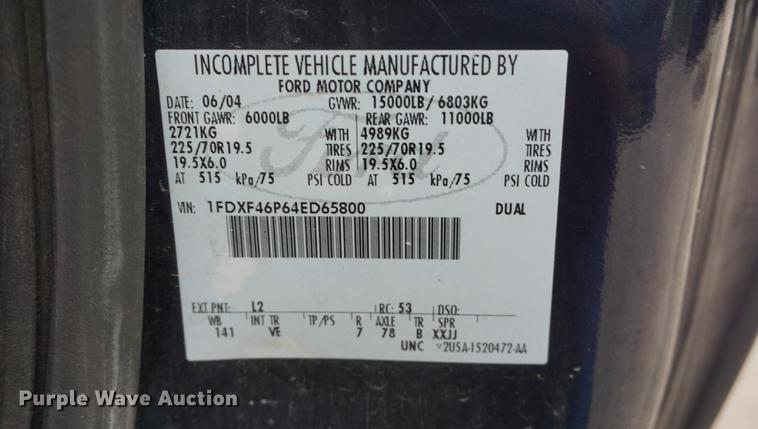 INCOMPLETE VEHICLE MANUFACTURED BY
FORD MOTOR COMPANY
DATE: 06/04 GVWR: 15000LB/ 6803KG
FRONT GAWR: 6000LB REAR GAWR: 11000LB
2721KG WITH 4989KG WITH
225/70R19.5 TIRES 225/70R19.5 TIRES
19.5X6.0 RIMS 19.5X6.0 RIMS
AT 515 kPa/75 PSI COLD AT 515 kPa/75 PSI COLD
Ford
VIN: 1FDXF46P64ED65800 DUAL
EXT PNT: L2 RC: 53 DSO:
WB INT TR TP/PS R AXLE TR SPR
141 VE 7 78 B XXJJ
UNC 2U5A-1520472-AA
Purple Wave Auction